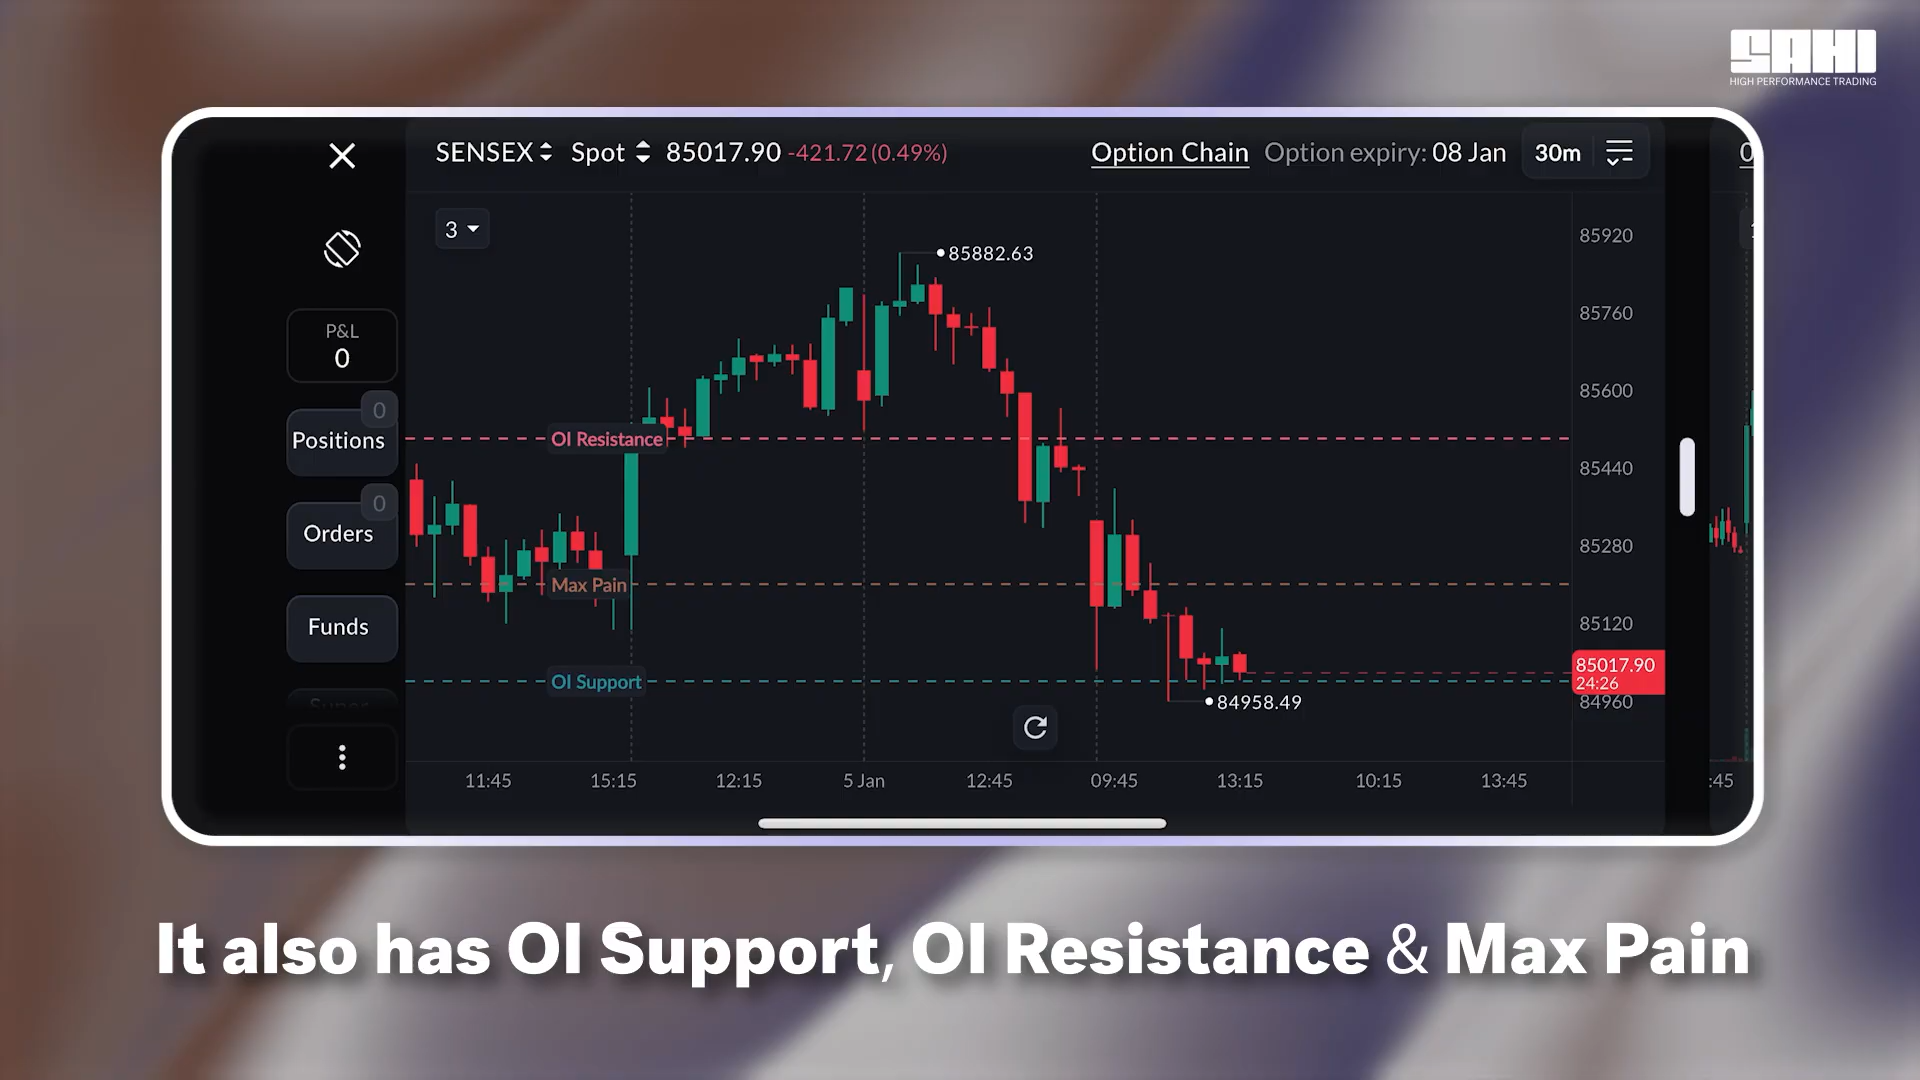 SAHI
HIGH PERFORMANCE TRADING
SENSEX Spot 85017.90 -421.72 (0.49%) Option Chain Option expiry: 08 Jan 30m
3
P&L
0
0
Positions
0
Orders
Funds
85882.63
OI Resistance
Max Pain
OI Support
84958.49
85920
85760
85600
85440
85280
85120
85017.90
24:26
84960
11:45 15:15 12:15 5 Jan 12:45 09:45 13:15 10:15 13:45 :45
It also has OI Support, OI Resistance & Max Pain